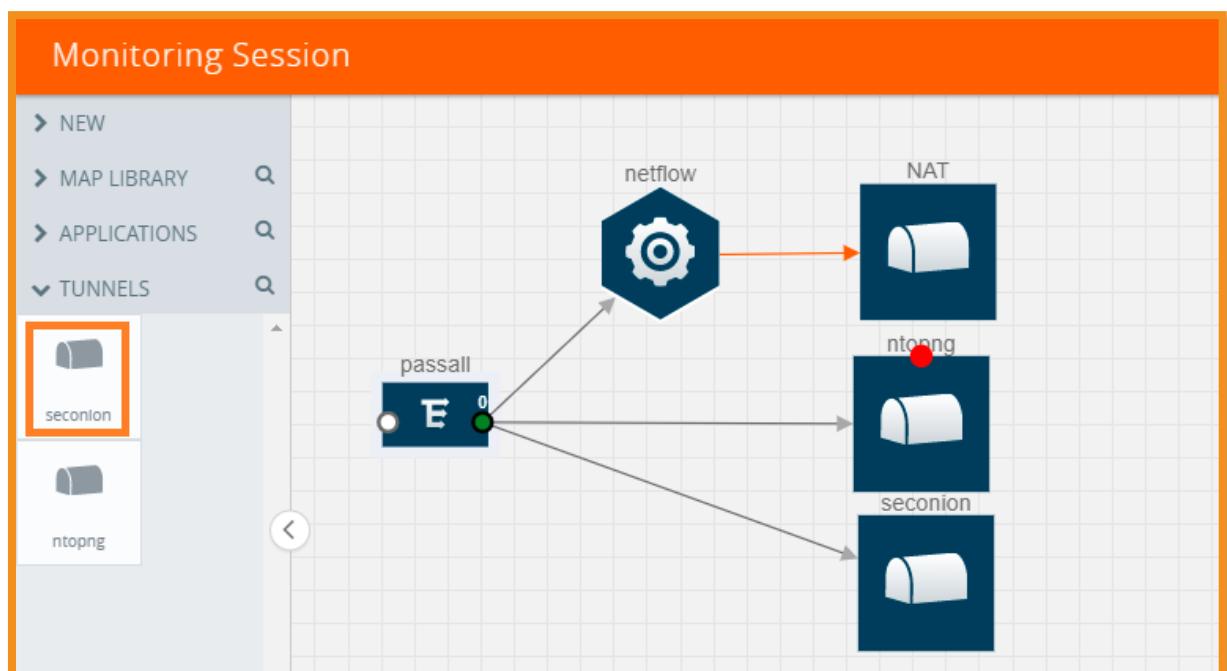 Monitoring Session
NEW
MAP LIBRARY
APPLICATIONS
TUNNELS
seconion
ntopng
netflow
NAT
passall
0
ntopng
seconion